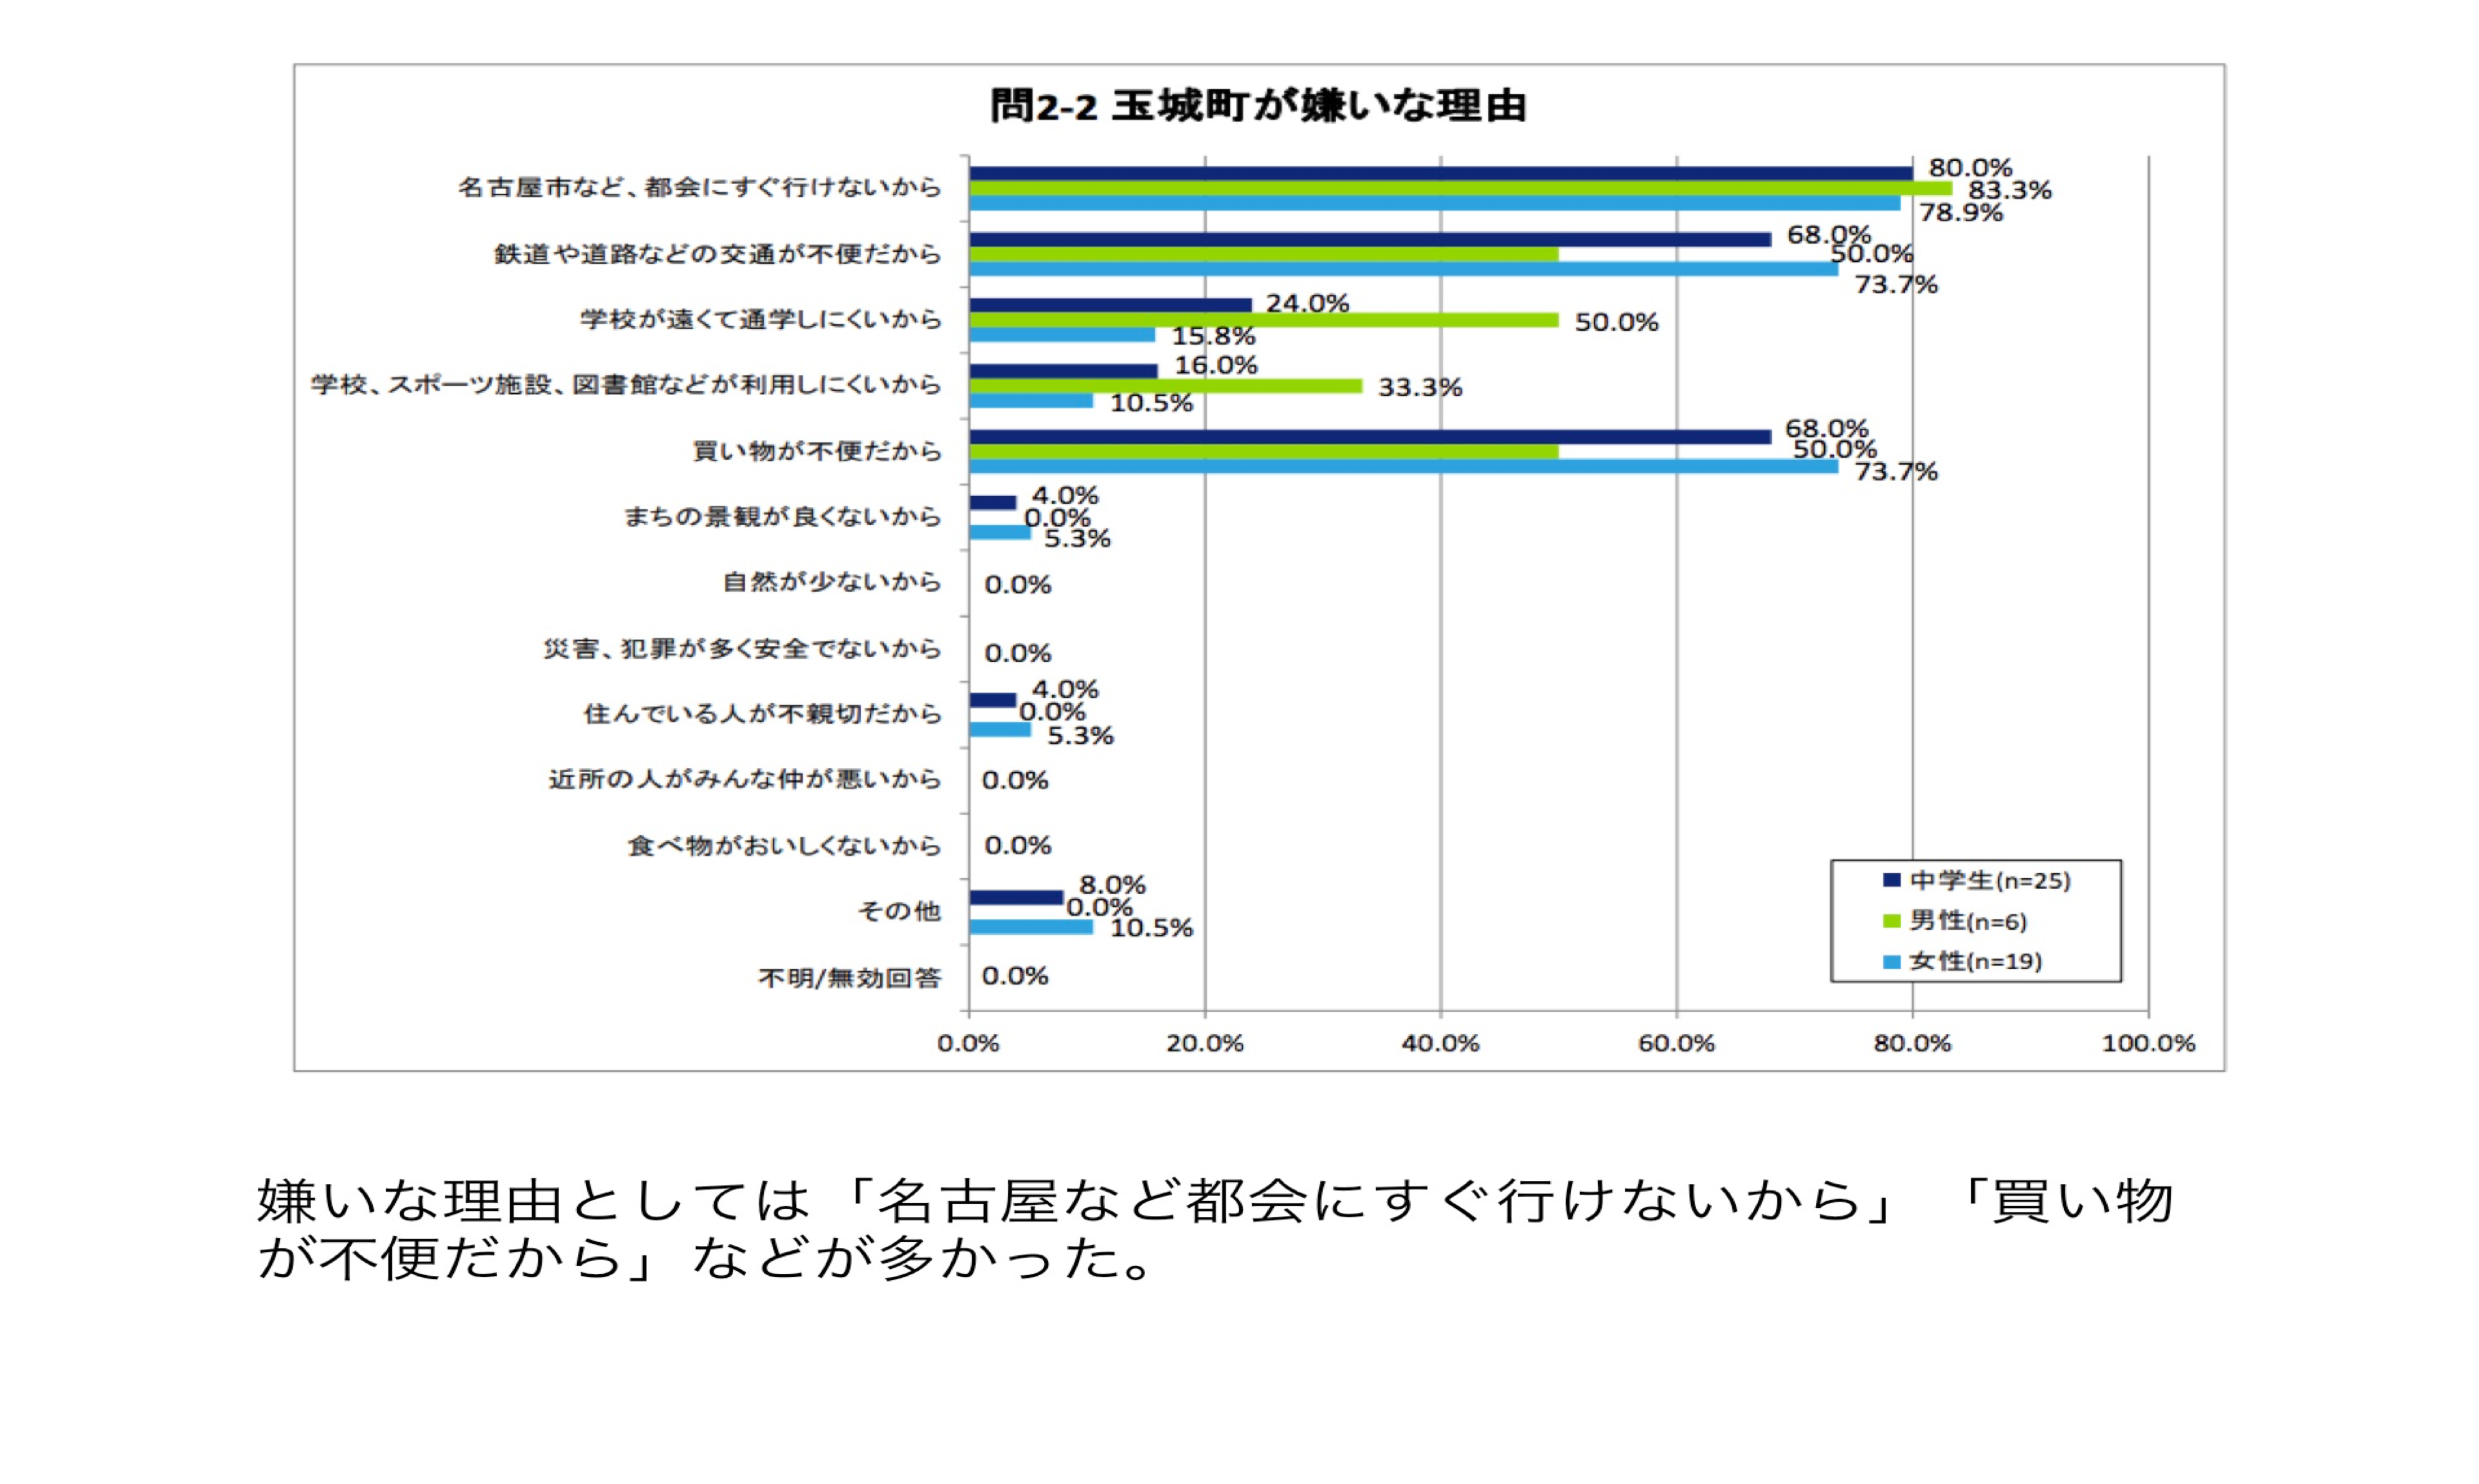 問2-2 玉城町が嫌いな理由
名古屋市など、都会にすぐ行けないから
80.0%
83.3%
78.9%
鉄道や道路などの交通が不便だから
68.0%
50.0%
73.7%
学校が遠くて通学しにくいから
24.0%
50.0%
15.8%
学校、スポーツ施設、図書館などが利用しにくいから
16.0%
33.3%
10.5%
買い物が不便だから
68.0%
50.0%
73.7%
まちの景観が良くないから
4.0%
0.0%
5.3%
自然が少ないから
0.0%
災害、犯罪が多く安全でないから
0.0%
住んでいる人が不親切だから
4.0%
0.0%
5.3%
近所の人がみんな仲が悪いから
0.0%
食べ物がおいしくないから
0.0%
その他
8.0%
0.0%
10.5%
不明/無効回答
0.0%
中学生(n=25)
男性(n=6)
女性(n=19)
0.0% 20.0% 40.0% 60.0% 80.0% 100.0%
嫌いな理由としては「名古屋など都会にすぐ行けないから」「買い物
が不便だから」などが多かった。